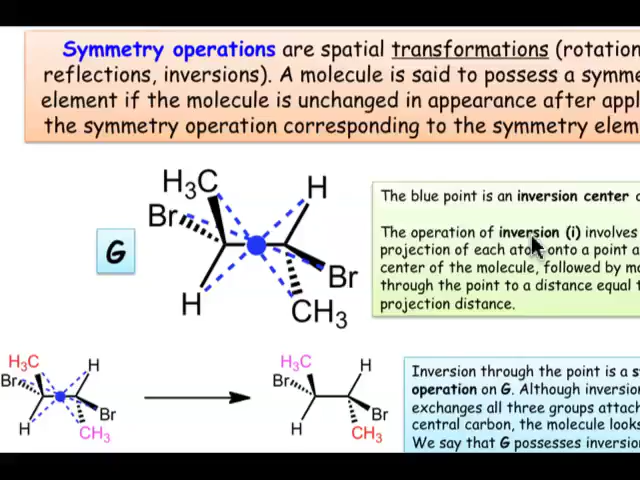 Symmetry operations are spatial transformations (rotation
reflections, inversions). A molecule is said to possess a symme
element if the molecule is unchanged in appearance after appl
the symmetry operation corresponding to the symmetry elem
H3C
H
Br
G
H
Br
CH3
The blue point is an inversion center o
The operation of inversion (i) involves
projection of each atom onto a point a
center of the molecule, followed by mo
through the point to a distance equal t
projection distance.
H3C
H
Br
H
Br
CH3
H3C
H
Br
H
Br
CH3
Inversion through the point is a s
operation on G. Although inversio
exchanges all three groups attach
central carbon, the molecule looks
We say that G possesses inversion